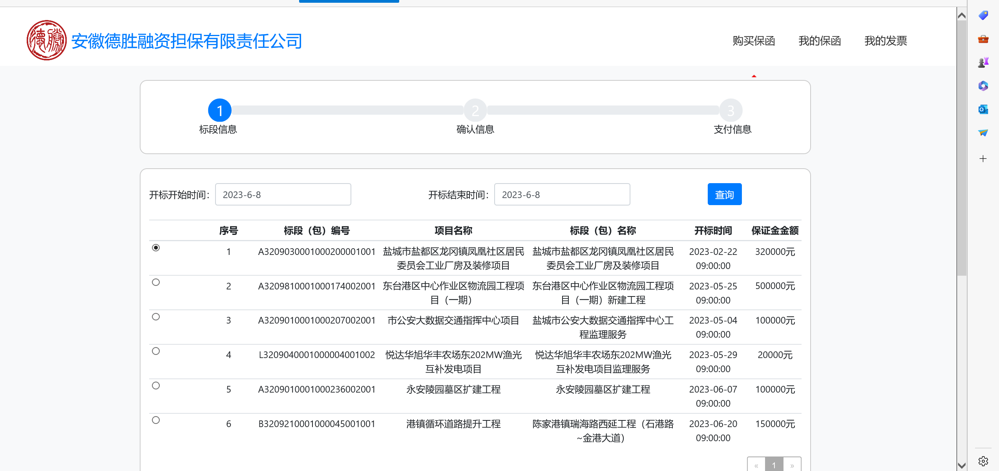 德勝
安徽德胜融资担保有限责任公司
购买保函 我的保函 我的发票
1 2 3
标段信息 确认信息 支付信息
开标开始时间： 2023-6-8 开标结束时间： 2023-6-8 查询
序号 标段（包）编号 项目名称 标段（包）名称 开标时间 保证金金额
1 A3209030001000200001001 盐城市盐都区龙冈镇凤凰社区居民 盐城市盐都区龙冈镇凤凰社区居民 2023-02-22 320000元
委员会工业厂房及装修项目 委员会工业厂房及装修项目 09:00:00
2 A3209810001000174002001 东台港区中心作业区物流园工程项 东台港区中心作业区物流园工程项 2023-05-25 500000元
目（一期） 目（一期）新建工程 09:00:00
3 A3209010001000207002001 市公安大数据交通指挥中心项目 盐城市公安大数据交通指挥中心工 2023-05-04 100000元
程监理服务 09:00:00
4 L3209040001000004001002 悦达华旭华丰农场东202MW渔光 悦达华旭华丰农场东202MW渔光 2023-05-29 20000元
互补发电项目 互补发电项目监理服务 09:00:00
5 A3209010001000236002001 永安陵园墓区扩建工程 永安陵园墓区扩建工程 2023-06-07 100000元
09:00:00
6 B3209210001000045001001 港镇循环道路提升工程 陈家港镇瑞海路西延工程（石港路 2023-06-20 150000元
~金港大道） 09:00:00
« 1 »